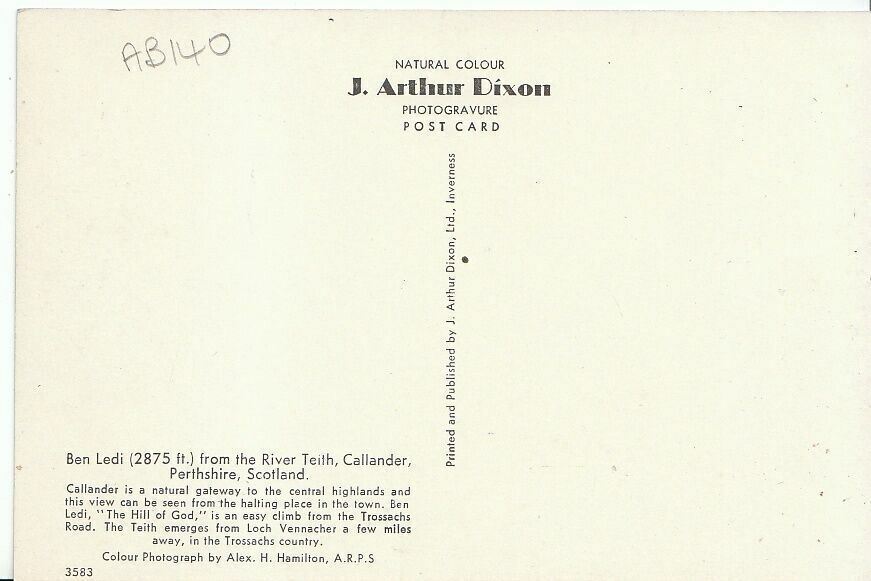 AB140
NATURAL COLOUR
J. Arthur Dixon
PHOTOGRAVURE
POST CARD
Printed and Published by J. Arthur Dixon, Ltd., Inverness
Ben Ledi (2875 ft.) from the River Teith, Callander,
Perthshire, Scotland.
Callander is a natural gateway to the central highlands and
this view can be seen from the halting place in the town. Ben
Ledi, "The Hill of God," is an easy climb from the Trossachs
Road. The Teith emerges from Loch Vennacher a few miles
away, in the Trossachs country.
Colour Photograph by Alex. H. Hamilton, A.R.P.S
3583